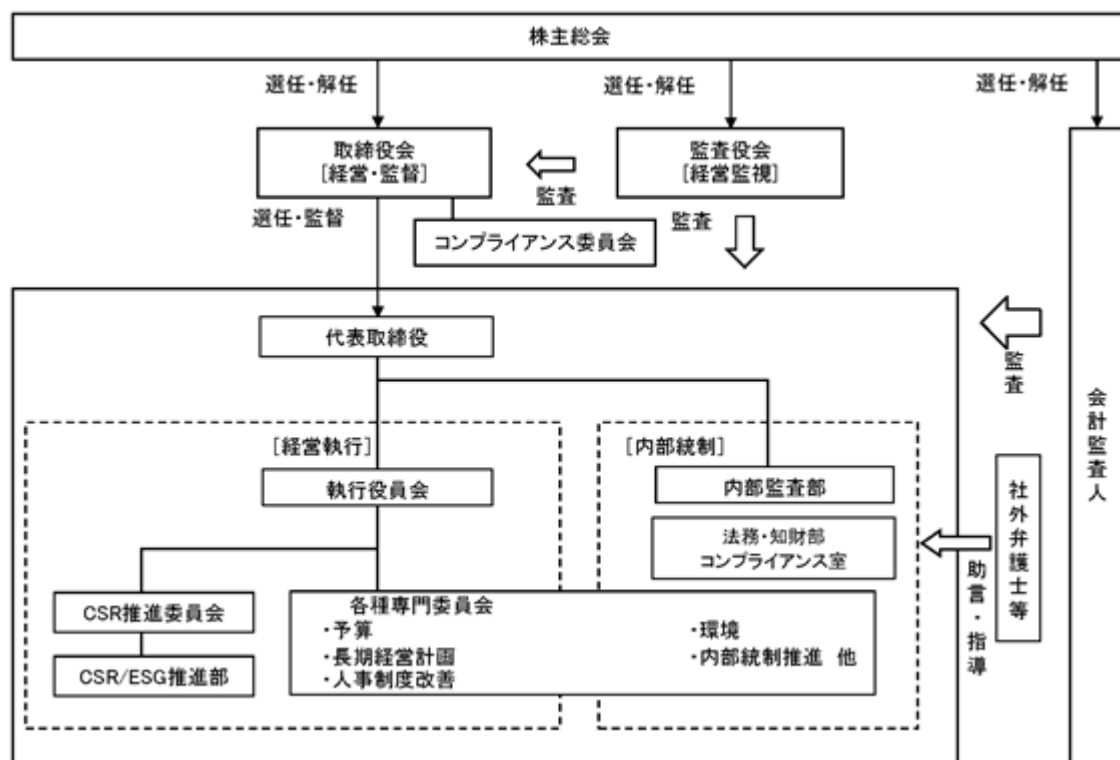 株主総会
選任・解任
選任・解任
選任・解任
取締役会
[経営・監督]
監査
監査役会
[経営監視]
選任・監督
コンプライアンス委員会
監査
代表取締役
監査
会計監査人
[経営執行]
[内部統制]
執行役員会
内部監査部
法務・知財部
コンプライアンス室
社外弁護士等
助言・指導
CSR推進委員会
CSR/ESG推進部
各種専門委員会
・予算
・長期経営計画
・人事制度改善
・環境
・内部統制推進 他